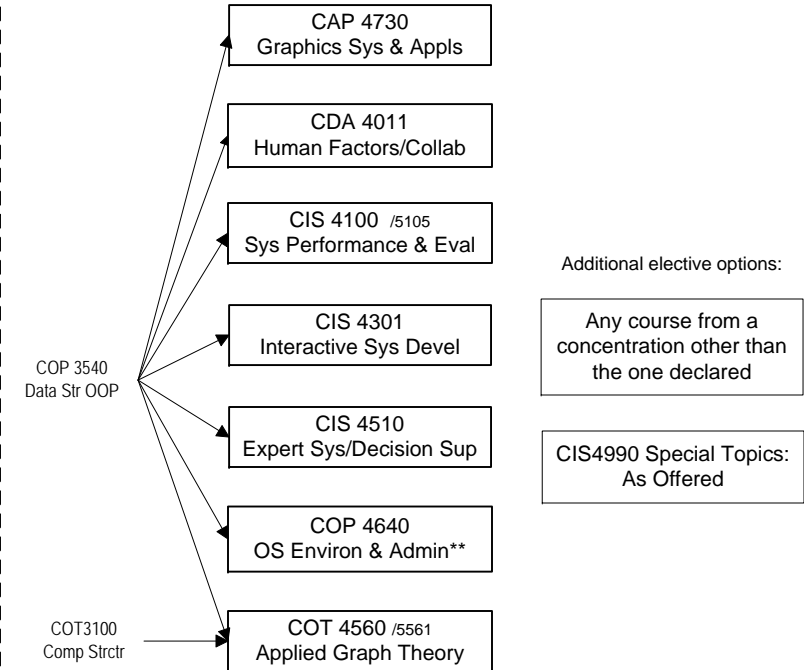 CAP 4730
Graphics Sys & Appls
CDA 4011
Human Factors/Collab
CIS 4100 /5105
Sys Performance & Eval
CIS 4301
Interactive Sys Devel
COP 3540
Data Str OOP
CIS 4510
Expert Sys/Decision Sup
COP 4640
OS Environ & Admin**
COT3100
Comp Strctr
COT 4560 /5561
Applied Graph Theory
Additional elective options:
Any course from a
concentration other than
the one declared
CIS4990 Special Topics:
As Offered